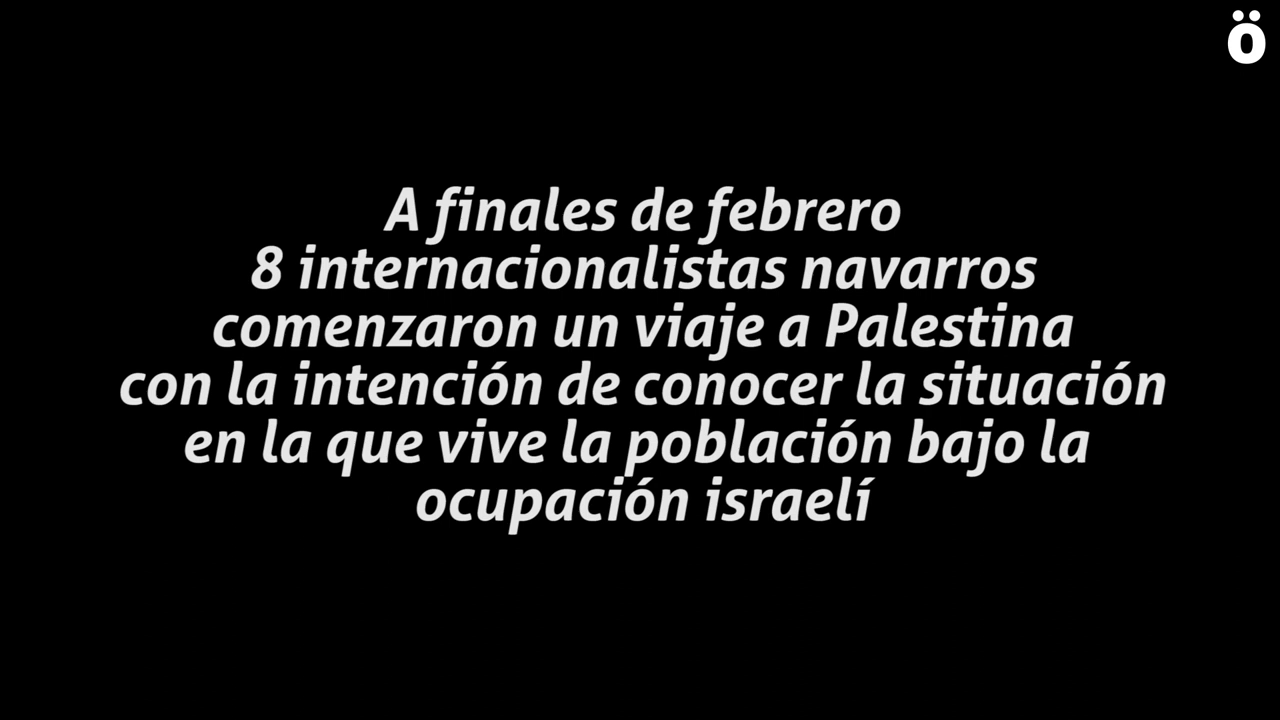 ö
A finales de febrero
8 internacionalistas navarros
comenzaron un viaje a Palestina
con la intención de conocer la situación
en la que vive la población bajo la
ocupación israelí